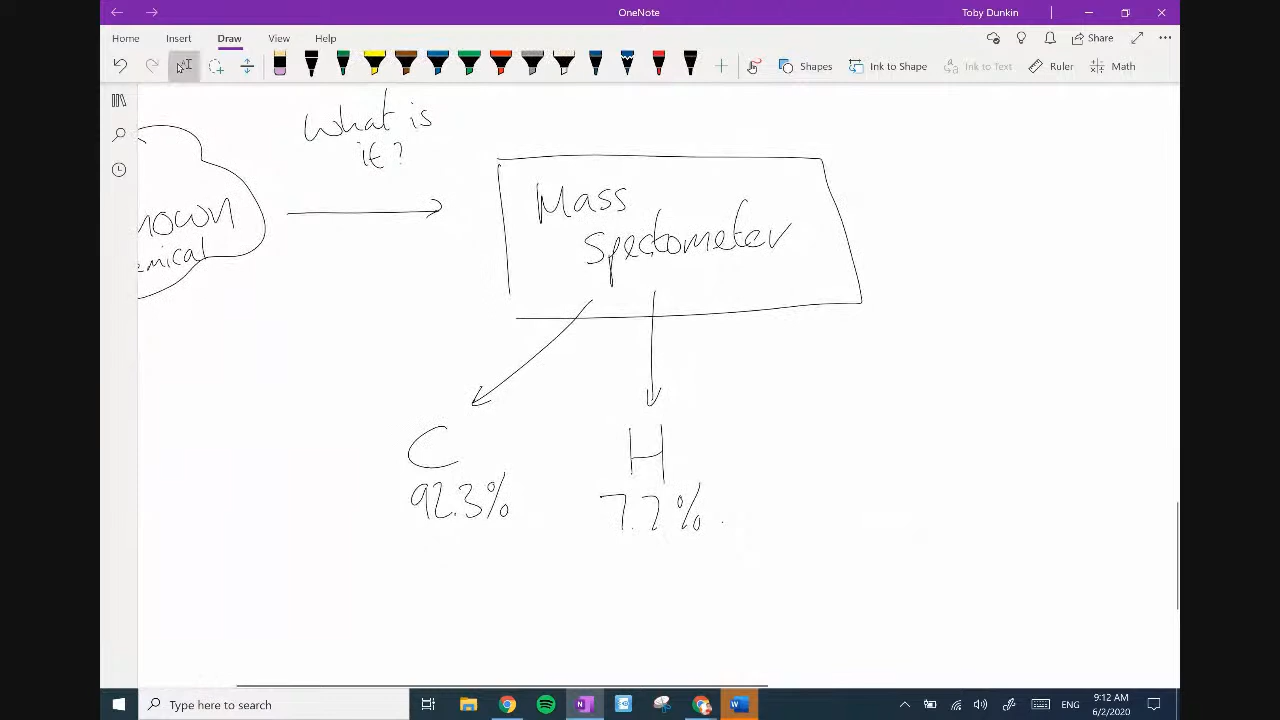 OneNote
Toby Dunkin
Home
Insert
Draw
View
Help
Share
Shapes
Ink to Shape
Ink to Text
Ruler
Math
What is
it?
nown
emical
Mass
Spectometer
C
H
92.3%
7.7%
Type here to search
ENG
9:12 AM
6/2/2020